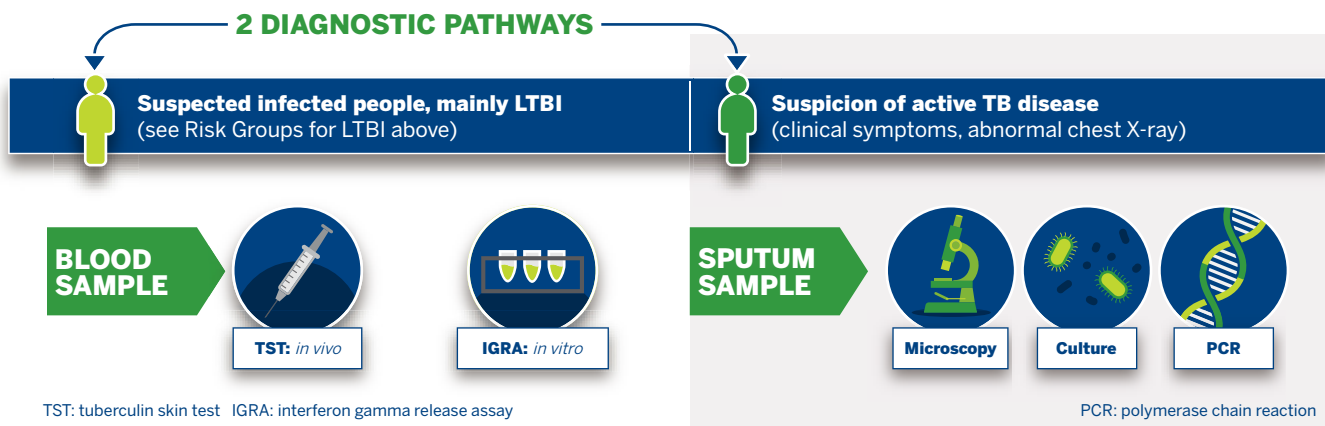 2 DIAGNOSTIC PATHWAYS
Suspected infected people, mainly LTBI
(see Risk Groups for LTBI above)
Suspicion of active TB disease
(clinical symptoms, abnormal chest X-ray)
BLOOD
SAMPLE
TST: in vivo
IGRA: in vitro
SPUTUM
SAMPLE
Microscopy
Culture
PCR
TST: tuberculin skin test IGRA: interferon gamma release assay
PCR: polymerase chain reaction